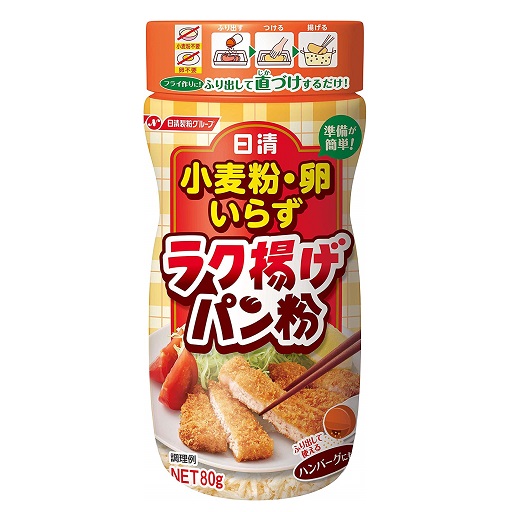 小麦粉不要
卵不要
ふり出す
つける
揚げる
フライ作りに!
ふり出して直づけするだけ!
じか
日清製粉グループ
準備が
簡単!
日清
小麦粉・卵
いらず
ラク揚げ
パン粉
ふり出して
使える
ハンバーグに
調理例
NET80g